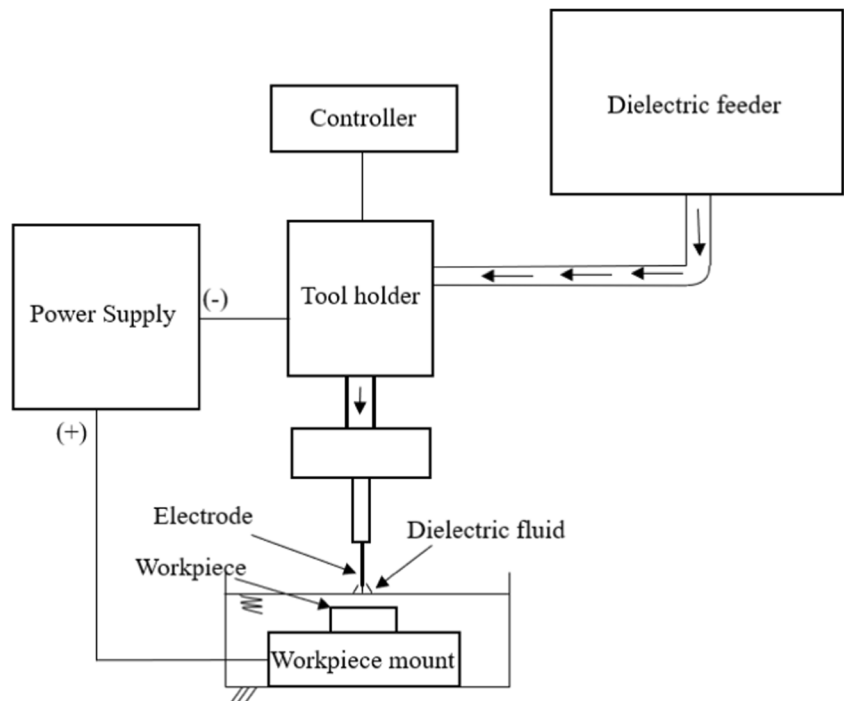 Dielectric feeder
Controller
Tool holder
Power Supply
(-)
(+)
Electrode
Dielectric fluid
Workpiece
Workpiece mount